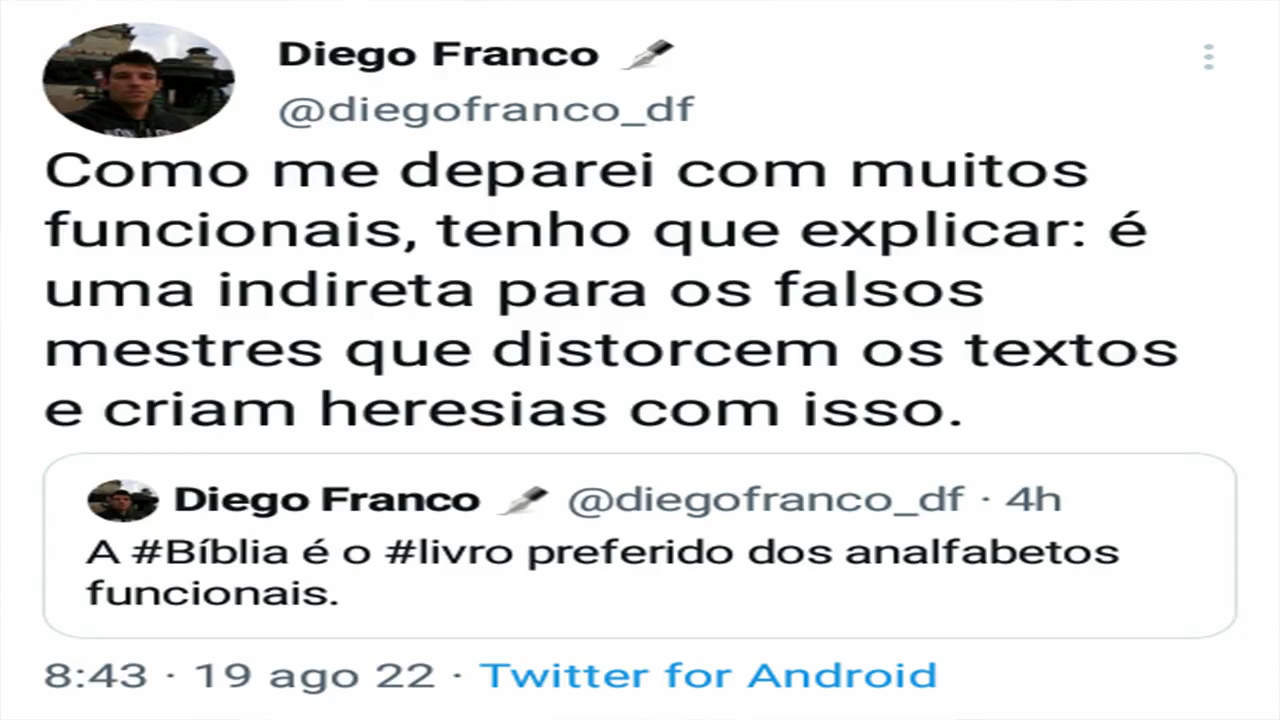 Diego Franco
@diegofranco_df
Como me deparei com muitos
funcionais, tenho que explicar: é
uma indireta para os falsos
mestres que distorcem os textos
e criam heresias com isso.
Diego Franco @diegofranco_df · 4h
A #Bíblia é o #livro preferido dos analfabetos
funcionais.
8:43 · 19 ago 22 · Twitter for Android